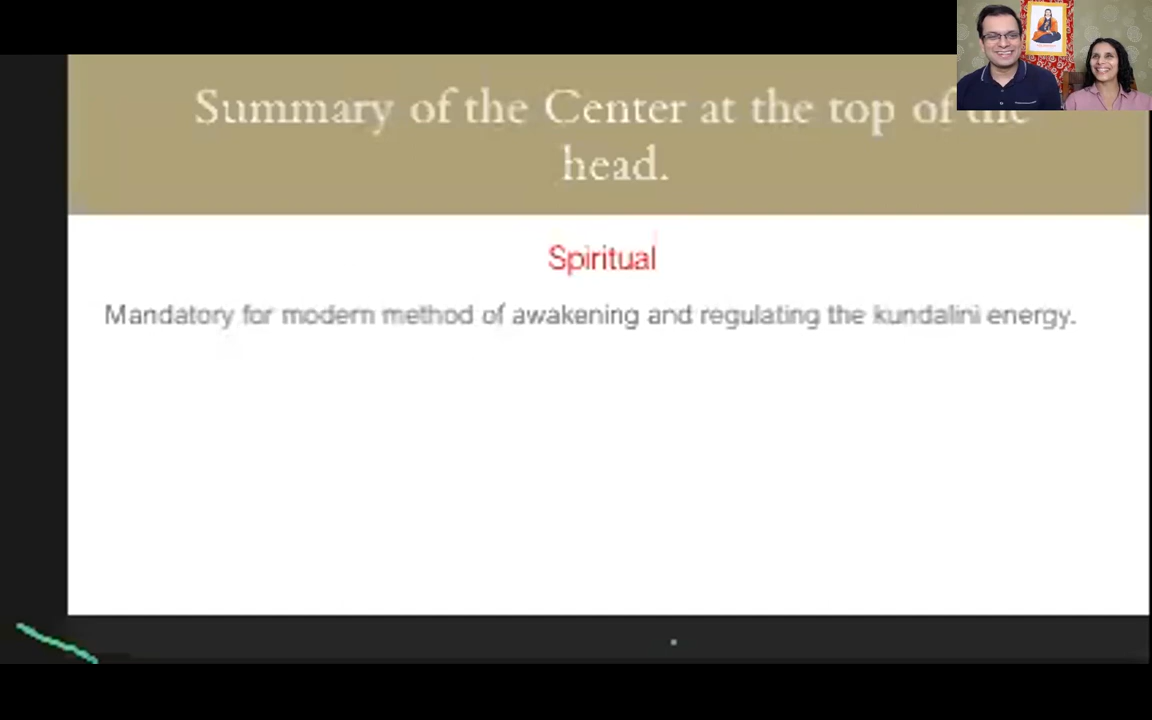 Summary of the Center at the top of the
head.
Spiritual
Mandatory for modern method of awakening and regulating the kundalini energy.